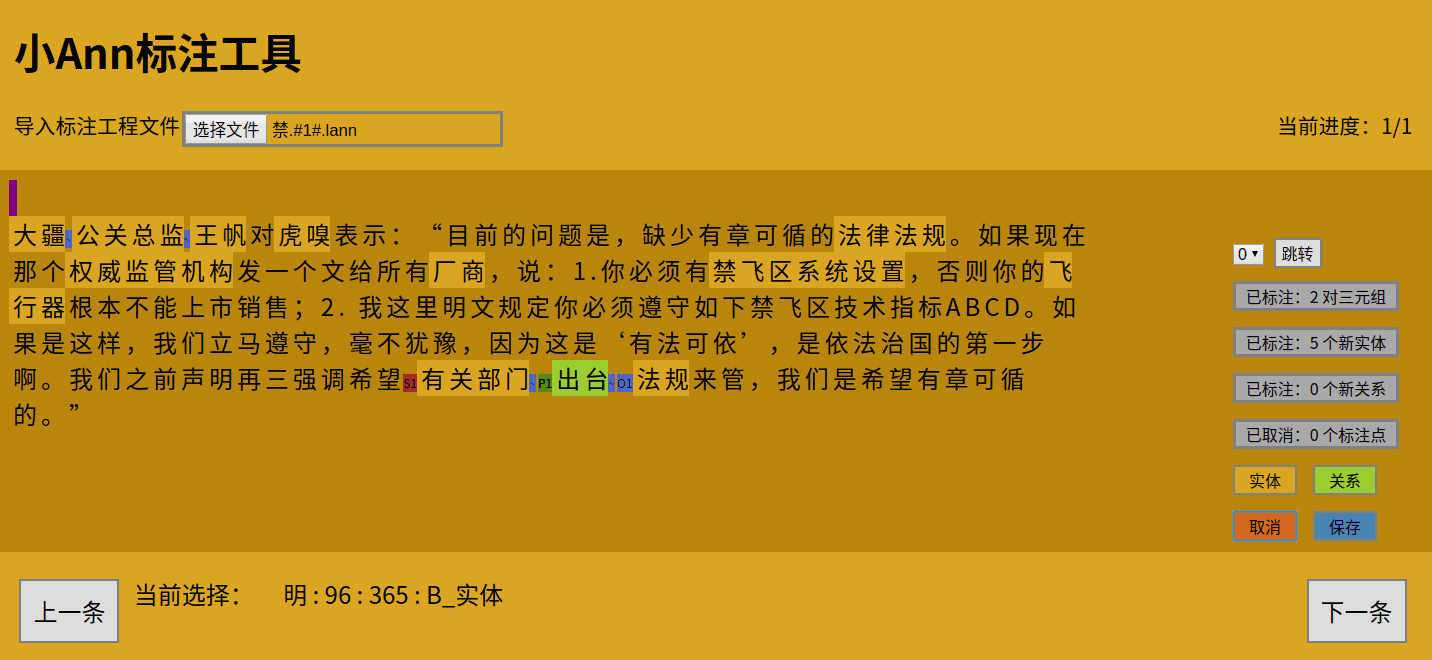 小Ann标注工具
导入标注工程文件 选择文件 禁.#1#.lann
当前进度：1/1
大疆~公关总监~王帆对虎嗅表示：“目前的问题是，缺少有章可循的法律法规。如果现在
那个权威监管机构发一个文给所有厂商，说：1.你必须有禁飞区系统设置，否则你的飞
行器根本不能上市销售；2. 我这里明文规定你必须遵守如下禁飞区技术指标ABCD。如
果是这样，我们立马遵守，毫不犹豫，因为这是‘有法可依’，是依法治国的第一步
啊。我们之前声明再三强调希望S1有关部门~P1出台~O1法规来管，我们是希望有章可循
的。”
0 跳转
已标注：2 对三元组
已标注：5 个新实体
已标注：0 个新关系
已取消：0 个标注点
实体 关系
取消 保存
上一条 当前选择： 明 : 96 : 365 : B_实体 下一条